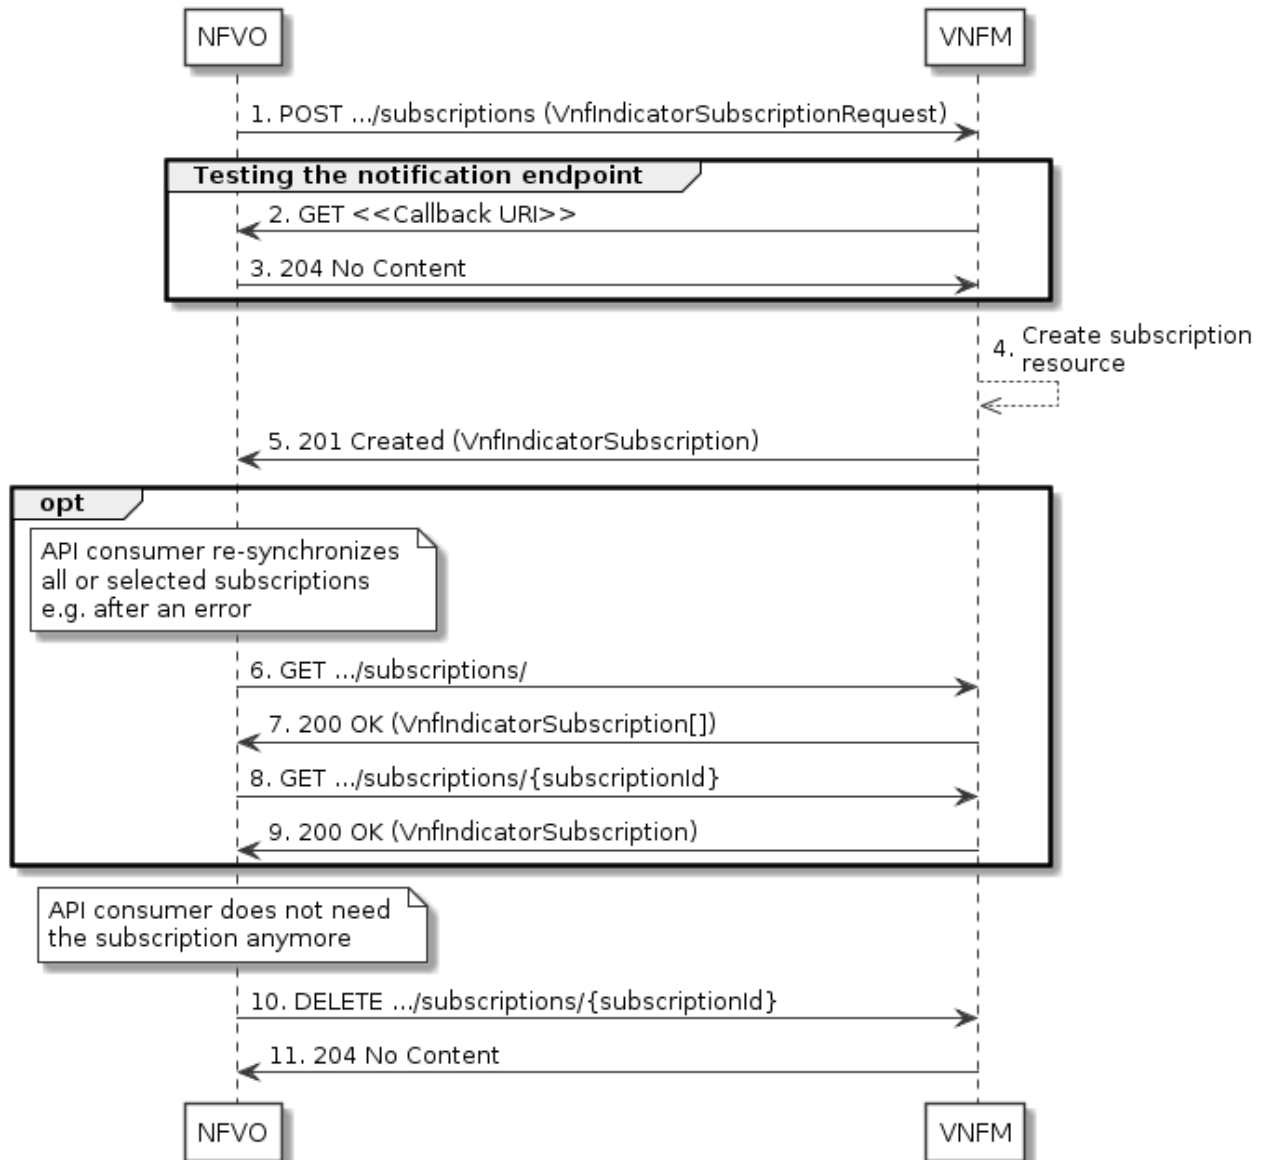 NFVO
VNFM
1. POST .../subscriptions (VnfIndicatorSubscriptionRequest)
Testing the notification endpoint
2. GET <<Callback URI>>
3. 204 No Content
4. Create subscription
resource
5. 201 Created (VnfIndicatorSubscription)
opt
API consumer re-synchronizes
all or selected subscriptions
e.g. after an error
6. GET .../subscriptions/
7. 200 OK (VnfIndicatorSubscription[])
8. GET .../subscriptions/{subscriptionId}
9. 200 OK (VnfIndicatorSubscription)
API consumer does not need
the subscription anymore
10. DELETE .../subscriptions/{subscriptionId}
11. 204 No Content
NFVO
VNFM